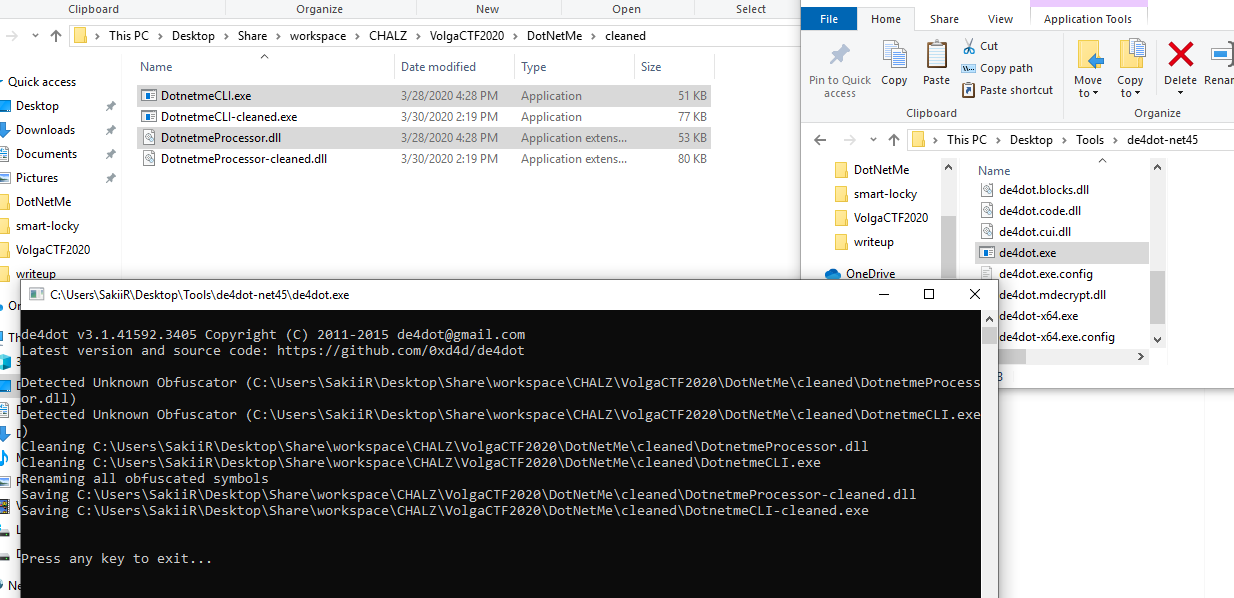 Clipboard
Organize
New
Open
Select
This PC
Desktop
Share
workspace
CHALZ
VolgaCTF2020
DotNetMe
cleaned
Name
Date modified
Type
Size
Quick access
Desktop
Downloads
Documents
Pictures
DotNetMe
smart-locky
VolgaCTF2020
writeup
DotnetmeCLI.exe 3/28/2020 4:28 PM Application 51 KB
DotnetmeCLI-cleaned.exe 3/30/2020 2:19 PM Application 77 KB
DotnetmeProcessor.dll 3/28/2020 4:28 PM Application extens... 53 KB
DotnetmeProcessor-cleaned.dll 3/30/2020 2:19 PM Application extens... 80 KB
File
Home
Share
View
Application Tools
Pin to Quick
access
Copy
Paste
Cut
Copy path
Paste shortcut
Move
to
Copy
to
Delete
Renan
Clipboard
Organize
This PC
Desktop
Tools
de4dot-net45
DotNetMe
smart-locky
VolgaCTF2020
writeup
OneDrive
Name
de4dot.blocks.dll
de4dot.code.dll
de4dot.cui.dll
de4dot.exe
de4dot.exe.config
de4dot.mdecrypt.dll
de4dot-x64.exe
de4dot-x64.exe.config
C:\Users\SakiiR\Desktop\Tools\de4dot-net45\de4dot.exe
de4dot v3.1.41592.3405 Copyright (C) 2011-2015 de4dot@gmail.com
Latest version and source code: https://github.com/0xd4d/de4dot
Detected Unknown Obfuscator (C:\Users\SakiiR\Desktop\Share\workspace\CHALZ\VolgaCTF2020\DotNetMe\cleaned\DotnetmeProcess
or.dll)
Detected Unknown Obfuscator (C:\Users\SakiiR\Desktop\Share\workspace\CHALZ\VolgaCTF2020\DotNetMe\cleaned\DotnetmeCLI.exe
)
Cleaning C:\Users\SakiiR\Desktop\Share\workspace\CHALZ\VolgaCTF2020\DotNetMe\cleaned\DotnetmeProcessor.dll
Cleaning C:\Users\SakiiR\Desktop\Share\workspace\CHALZ\VolgaCTF2020\DotNetMe\cleaned\DotnetmeCLI.exe
Renaming all obfuscated symbols
Saving C:\Users\SakiiR\Desktop\Share\workspace\CHALZ\VolgaCTF2020\DotNetMe\cleaned\DotnetmeProcessor-cleaned.dll
Saving C:\Users\SakiiR\Desktop\Share\workspace\CHALZ\VolgaCTF2020\DotNetMe\cleaned\DotnetmeCLI-cleaned.exe
Press any key to exit...